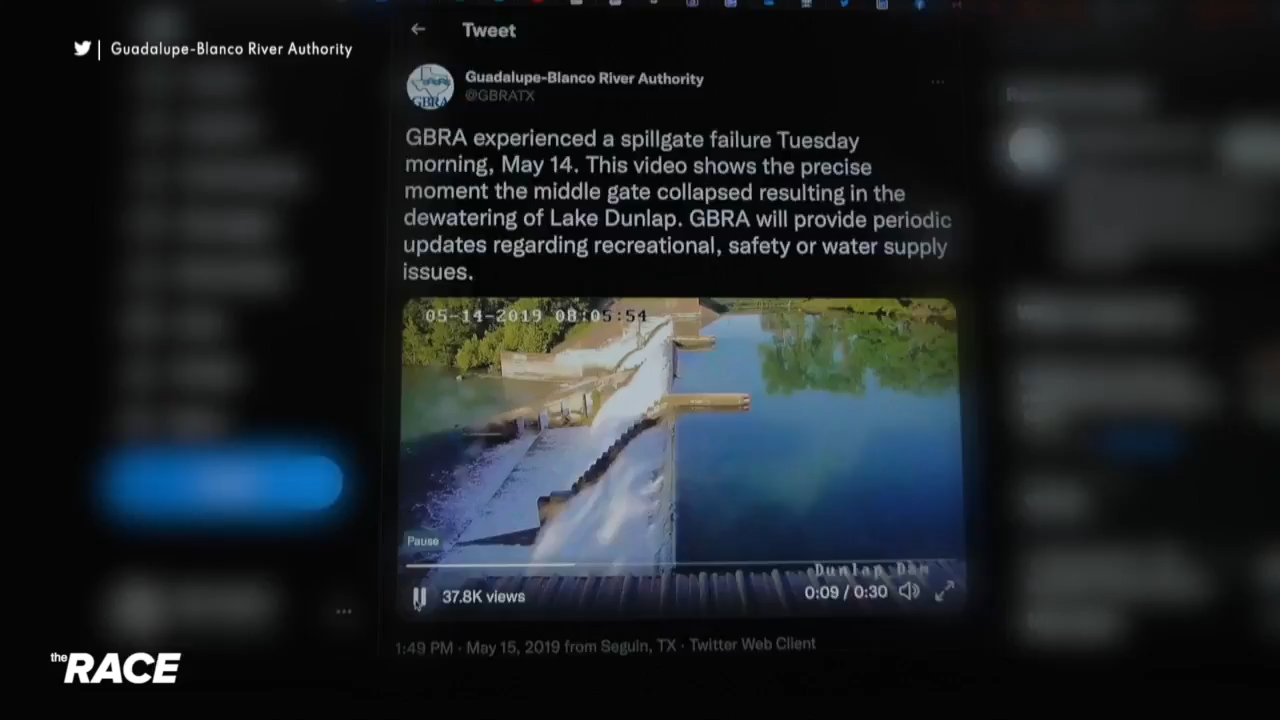 Guadalupe-Blanco River Authority
Tweet
Guadalupe-Blanco River Authority
@GBRATX
GBRA
GBRA experienced a spillgate failure Tuesday
morning, May 14. This video shows the precise
moment the middle gate collapsed resulting in the
dewatering of Lake Dunlap. GBRA will provide periodic
updates regarding recreational, safety or water supply
issues.
05-14-2019 08:05:54
Pause
Dunlap Dam
37.8K views
0:09 / 0:30
1:49 PM · May 15, 2019 from Seguin, TX · Twitter Web Client
the RACE